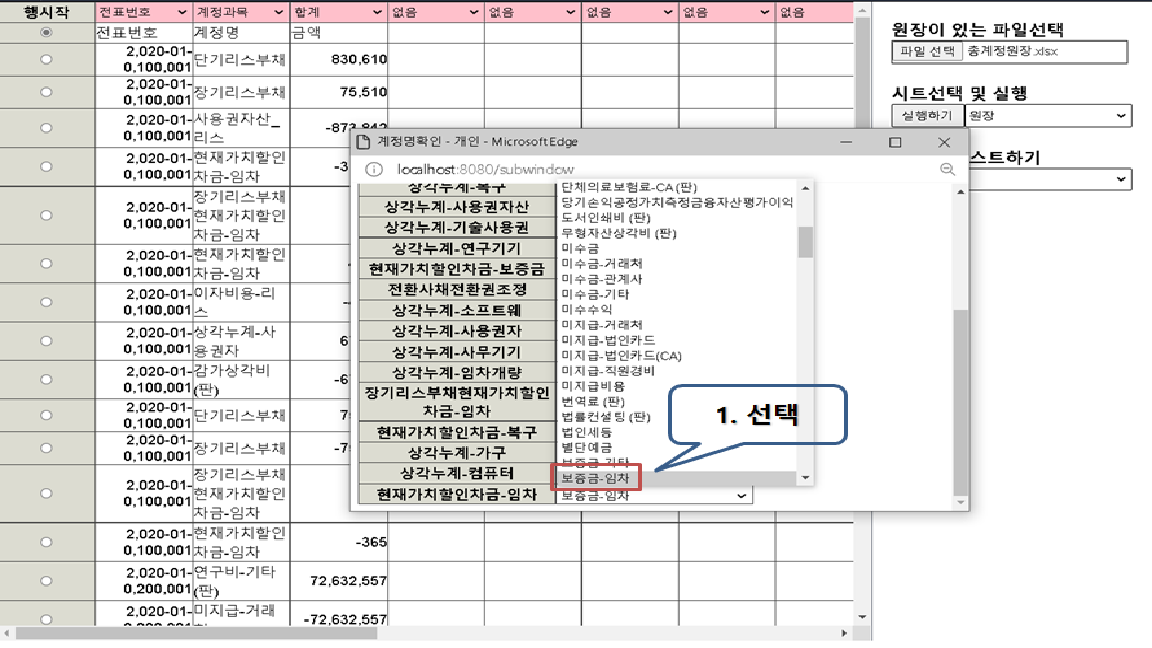 행시작 전표번호 계정과목 합계 없음 없음 없음 없음 없음
전표번호 계정명 금액
2,020-01-
0,100,001 단기리스부채 830,610
2,020-01-
0,100,001 장기리스부채 75,510
2,020-01-
0,100,001 사용권자산_
리스 -873,842
2,020-01-
0,100,001 현재가치할인
차금-임차 -3
2,020-01-
0,100,001 장기리스부채
현재가치할인
차금-임차
2,020-01-
0,100,001 현재가치할인
차금-임차
2,020-01-
0,100,001 이자비용-리
스
2,020-01-
0,100,001 상각누계-사
용권자 6
2,020-01-
0,100,001 감가상각비
(판) -6
2,020-01-
0,100,001 단기리스부채 7
2,020-01-
0,100,001 장기리스부채 -7
2,020-01-
0,100,001 장기리스부채
현재가치할인
차금-임차
2,020-01-
0,100,001 현재가치할인
차금-임차 -365
2,020-01-
0,200,001 연구비-기타
(판) 72,632,557
2,020-01-
미지급-거래
-72,632,557
원장이 있는 파일선택
파일 선택 총계정원장.xlsx
시트선택 및 실행
실행하기 원장
스트하기
계정명확인 - 개인 - Microsoft Edge
localhost:8080/subwindow
상각누계-복구
상각누계-사용권자산
상각누계-기술사용권
상각누계-연구기기
현재가치할인차금-보증금
전환사채전환권조정
상각누계-소프트웨
상각누계-사용권자
상각누계-사무기기
상각누계-임차개량
장기리스부채현재가치할인
차금-임차
현재가치할인차금-복구
상각누계-가구
상각누계-컴퓨터
현재가치할인차금-임차
단체의료보험료-CA (판)
당기손익공정가치측정금융자산평가이익
도서인쇄비 (판)
무형자산상각비 (판)
미수금
미수금-거래처
미수금-관계사
미수금-기타
미수수익
미지급-거래처
미지급-법인카드
미지급-법인카드(CA)
미지급-직원경비
미지급비용
번역료 (판)
법률컨설팅 (판)
법인세등
별단예금
보증금-기타
보증금-임차
보증금-임차
1. 선택